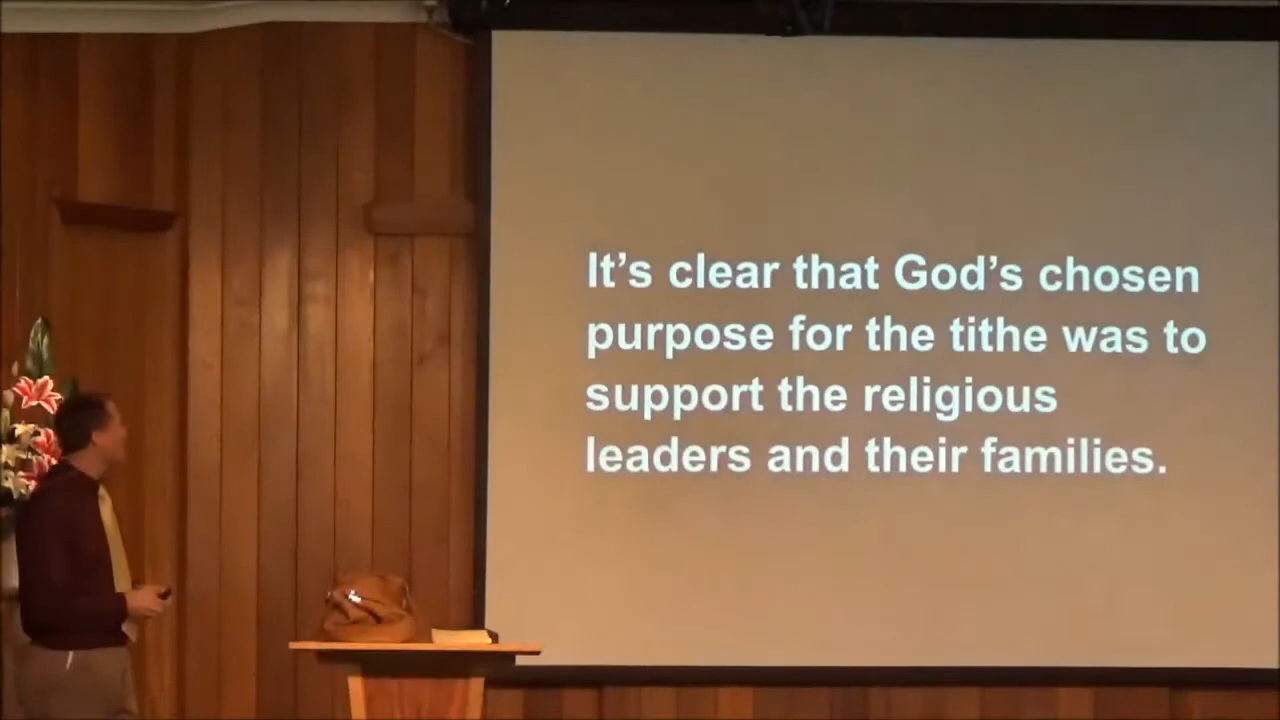 It’s clear that God’s chosen
purpose for the tithe was to
support the religious
leaders and their families.